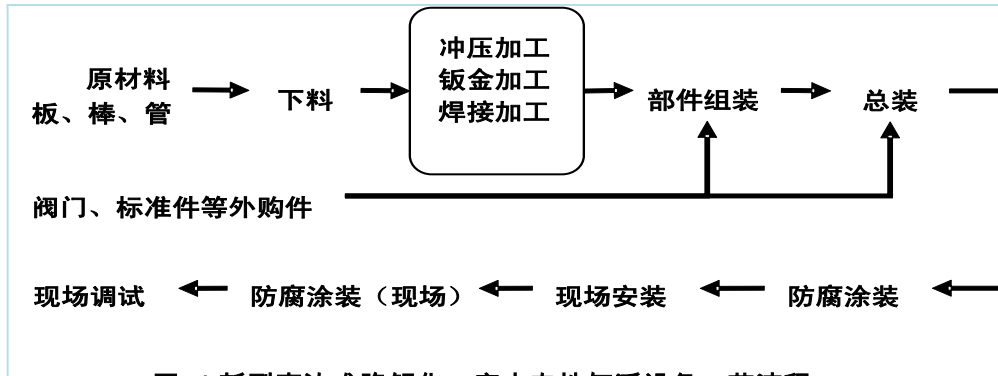 原材料
板、棒、管
下料
冲压加工
钣金加工
焊接加工
部件组装
总装
阀门、标准件等外购件
现场调试
防腐涂装（现场）
现场安装
防腐涂装